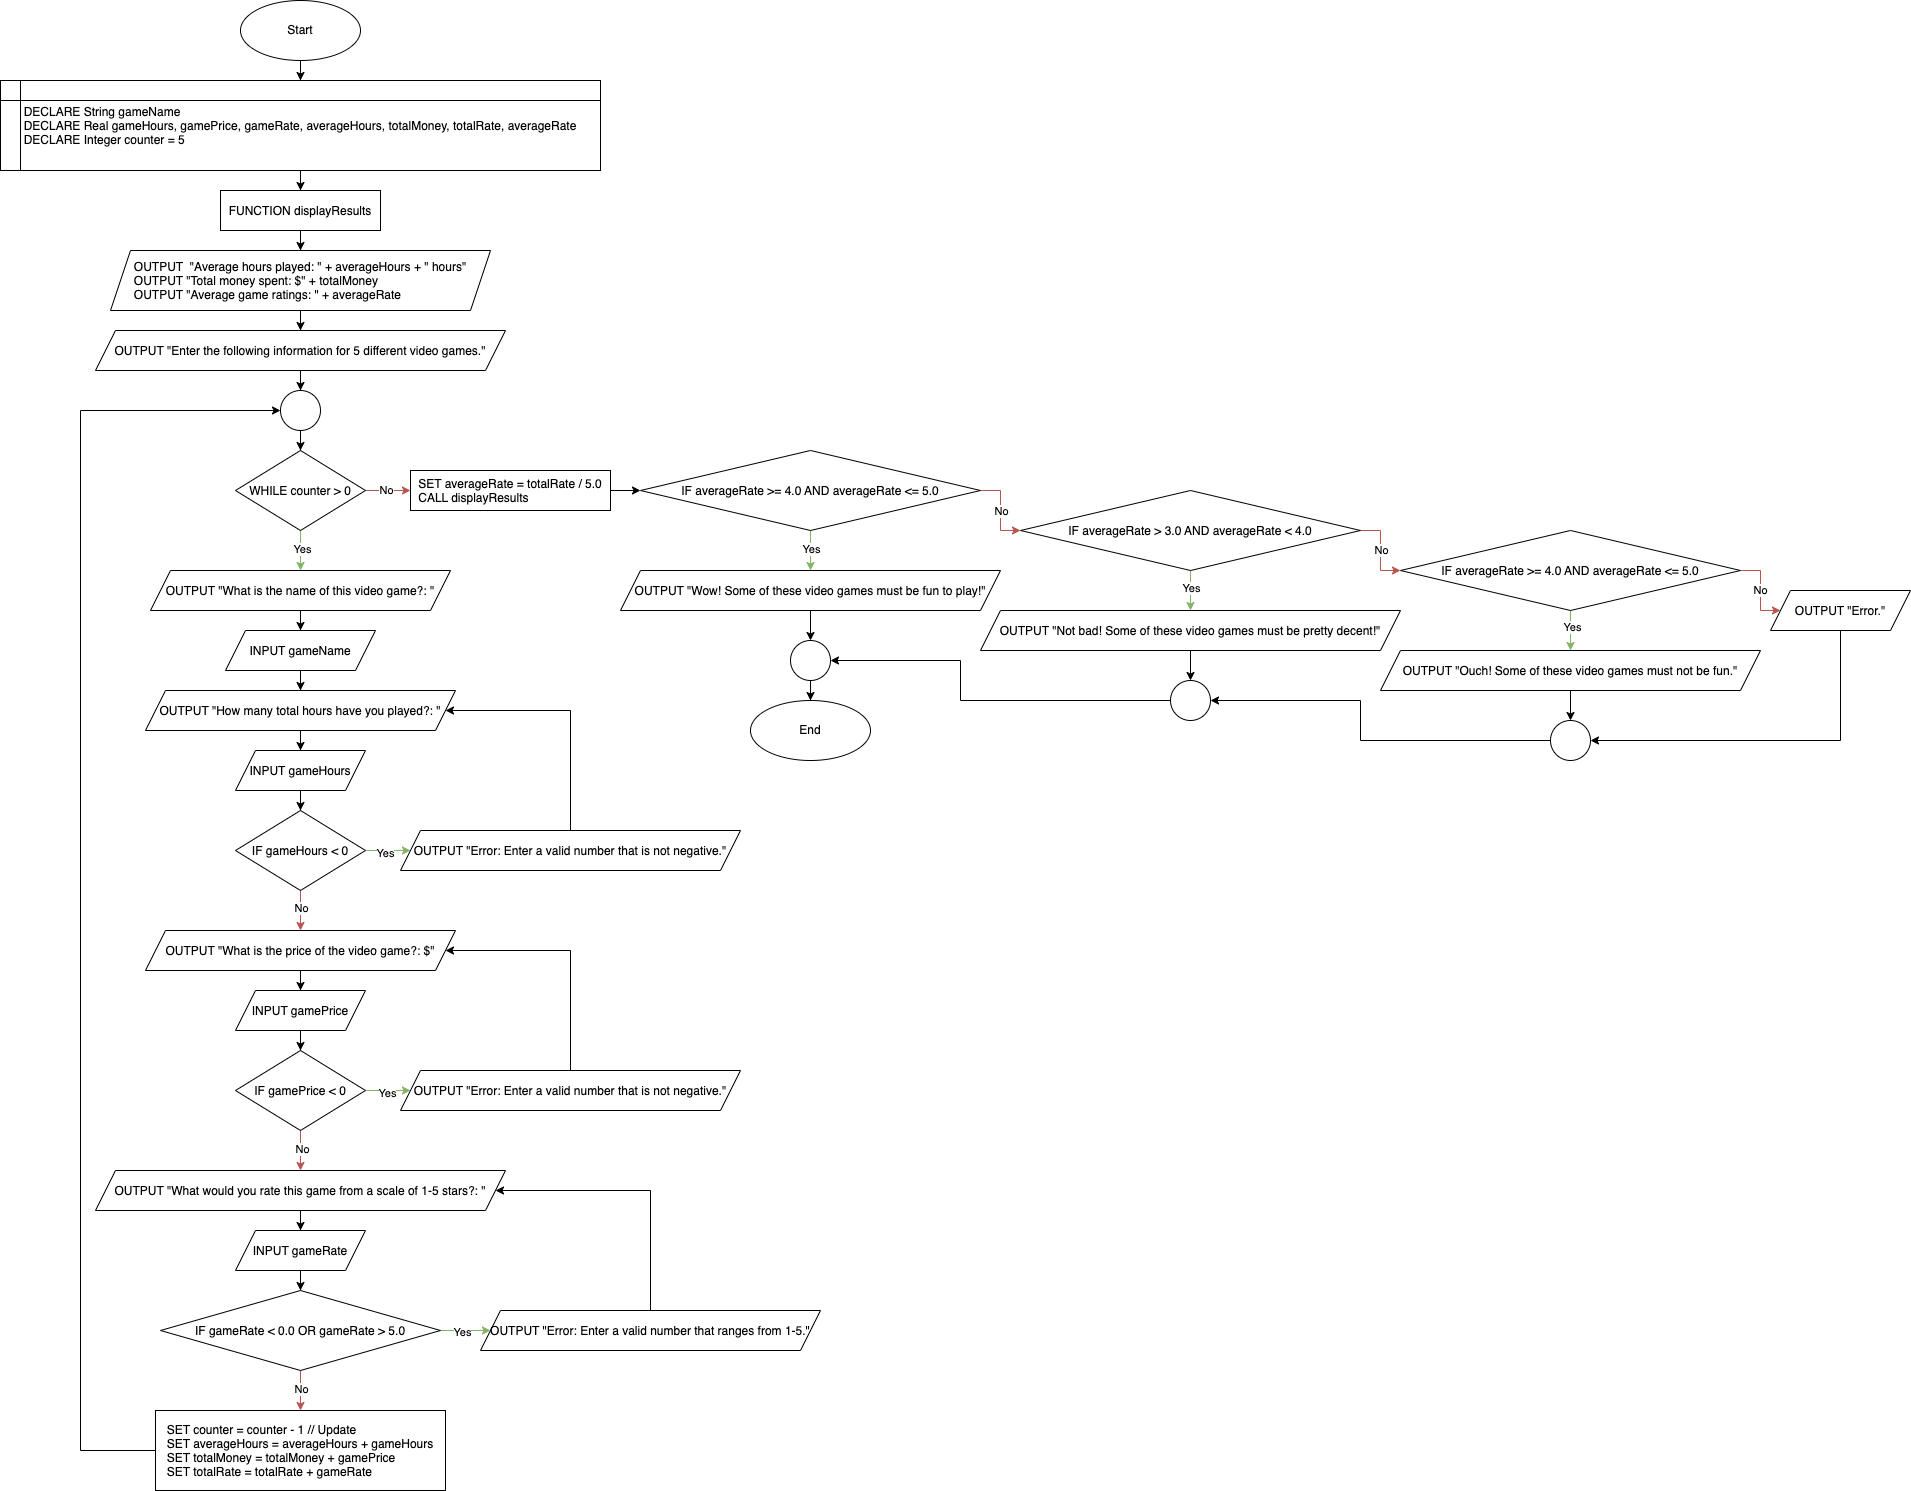 Start
DECLARE String gameName
DECLARE Real gameHours, gamePrice, gameRate, averageHours, totalMoney, totalRate, averageRate
DECLARE Integer counter = 5
FUNCTION displayResults
OUTPUT  "Average hours played: " + averageHours + " hours"
OUTPUT "Total money spent: $" + totalMoney
OUTPUT "Average game ratings: " + averageRate
OUTPUT "Enter the following information for 5 different video games."
WHILE counter > 0
No
SET averageRate = totalRate / 5.0
CALL displayResults
IF averageRate >= 4.0 AND averageRate <= 5.0
No
IF averageRate > 3.0 AND averageRate < 4.0
No
IF averageRate >= 4.0 AND averageRate <= 5.0
No
OUTPUT "Error."
Yes
OUTPUT "Wow! Some of these video games must be fun to play!"
Yes
OUTPUT "Not bad! Some of these video games must be pretty decent!"
Yes
OUTPUT "Ouch! Some of these video games must not be fun."
End
Yes
OUTPUT "What is the name of this video game?: "
INPUT gameName
OUTPUT "How many total hours have you played?: "
INPUT gameHours
IF gameHours < 0
Yes
OUTPUT "Error: Enter a valid number that is not negative."
No
OUTPUT "What is the price of the video game?: $"
INPUT gamePrice
IF gamePrice < 0
Yes
OUTPUT "Error: Enter a valid number that is not negative."
No
OUTPUT "What would you rate this game from a scale of 1-5 stars?: "
INPUT gameRate
IF gameRate < 0.0 OR gameRate > 5.0
Yes
OUTPUT "Error: Enter a valid number that ranges from 1-5."
No
SET counter = counter - 1 // Update
SET averageHours = averageHours + gameHours
SET totalMoney = totalMoney + gamePrice
SET totalRate = totalRate + gameRate